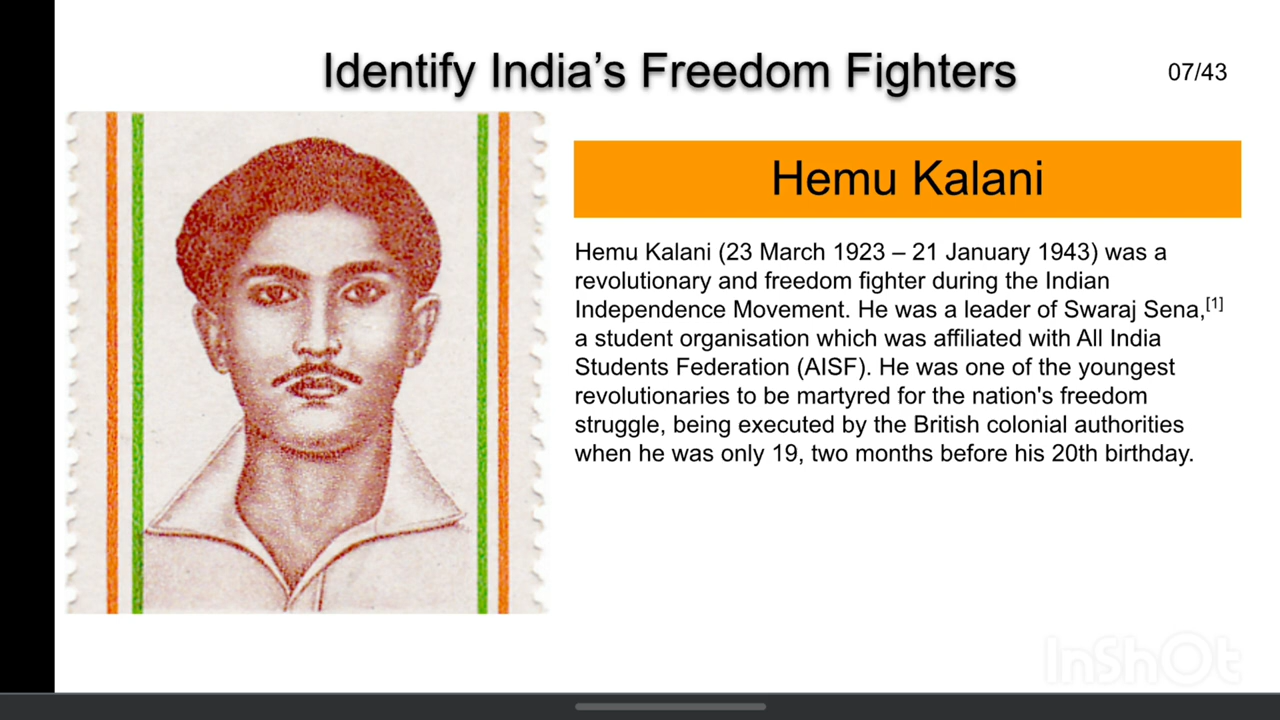 Identify India’s Freedom Fighters
07/43
Hemu Kalani
Hemu Kalani (23 March 1923 – 21 January 1943) was a
revolutionary and freedom fighter during the Indian
Independence Movement. He was a leader of Swaraj Sena,[1]
a student organisation which was affiliated with All India
Students Federation (AISF). He was one of the youngest
revolutionaries to be martyred for the nation's freedom
struggle, being executed by the British colonial authorities
when he was only 19, two months before his 20th birthday.
InShOt